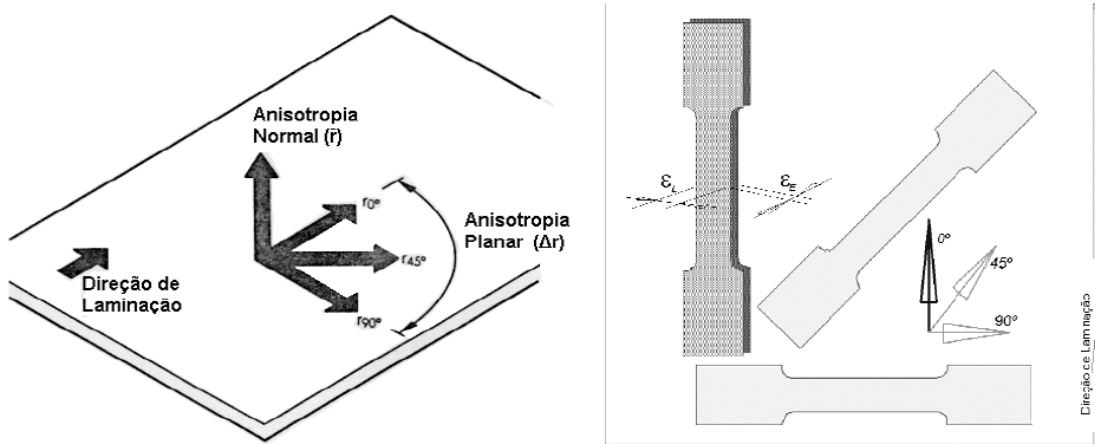 Anisotropia
Normal (r̄)
r0º
r45º
r90º
Anisotropia
Planar (Δr)
Direção de
Laminação
εL
εE
0º
45º
90º
Direção de Laminação